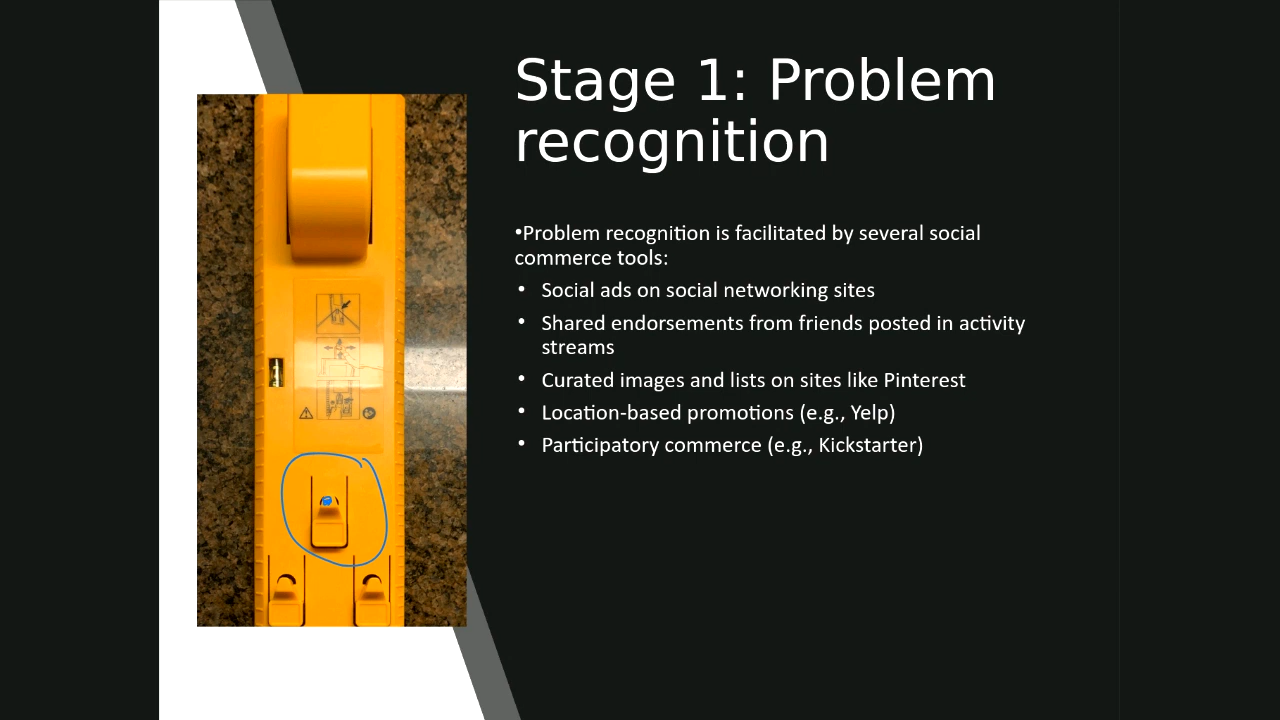 Stage 1: Problem
recognition
•Problem recognition is facilitated by several social
commerce tools:
• Social ads on social networking sites
• Shared endorsements from friends posted in activity
streams
• Curated images and lists on sites like Pinterest
• Location-based promotions (e.g., Yelp)
• Participatory commerce (e.g., Kickstarter)